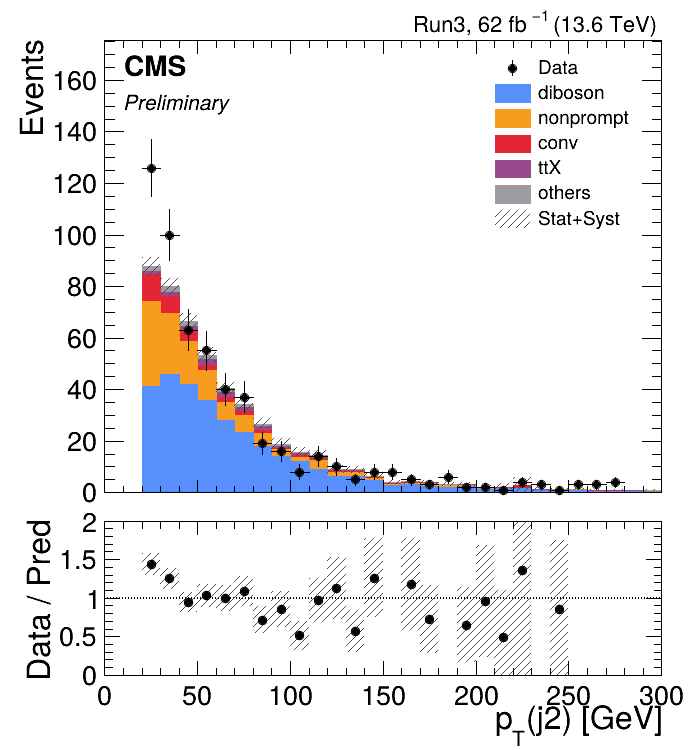 Run3, 62 fb⁻¹ (13.6 TeV)
CMS
Preliminary
Data
diboson
nonprompt
conv
ttX
others
Stat+Syst
Events
160
140
120
100
80
60
40
20
0
Data / Pred
2
1.5
1
0.5
0
0 50 100 150 200 250 300
p_T(j2) [GeV]